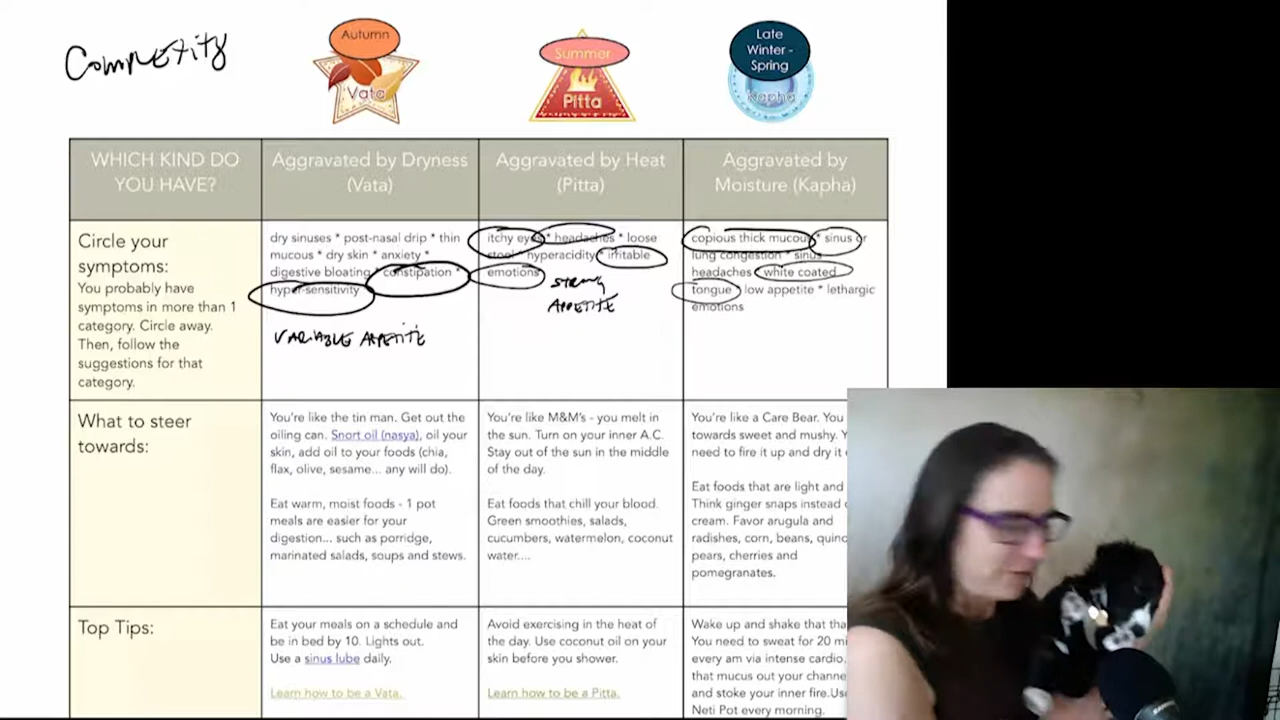 Complexity
Autumn
Vata
Summer
Pitta
Late
Winter -
Spring
Kapha
WHICH KIND DO
YOU HAVE?
Aggravated by Dryness
(Vata)
Aggravated by Heat
(Pitta)
Aggravated by
Moisture (Kapha)
Circle your
symptoms:
You probably have
symptoms in more than 1
category. Circle away.
Then, follow the
suggestions for that
category.
dry sinuses * post-nasal drip * thin
mucous * dry skin * anxiety *
digestive bloating * constipation *
hyper-sensitivity
VARIABLE APPETITE
itchy eyes * headaches * loose
stool * hyperacidity * irritable
emotions
STRONG
APPETITE
copious thick mucous * sinus or
lung congestion * sinus
headaches * white coated
tongue * low appetite * lethargic
emotions
What to steer
towards:
You're like the tin man. Get out the
oiling can. Snort oil (nasya), oil your
skin, add oil to your foods (chia,
flax, olive, sesame... any will do).
Eat warm, moist foods - 1 pot
meals are easier for your
digestion... such as porridge,
marinated salads, soups and stews.
You're like M&M's - you melt in
the sun. Turn on your inner A.C.
Stay out of the sun in the middle
of the day.
Eat foods that chill your blood.
Green smoothies, salads,
cucumbers, watermelon, coconut
water....
You're like a Care Bear. You
towards sweet and mushy. Y
need to fire it up and dry it
Eat foods that are light and
Think ginger snaps instead
cream. Favor arugula and
radishes, corn, beans, quin
pears, cherries and
pomegranates.
Top Tips:
Eat your meals on a schedule and
be in bed by 10. Lights out.
Use a sinus lube daily.
Learn how to be a Vata.
Avoid exercising in the heat of
the day. Use coconut oil on your
skin before you shower.
Learn how to be a Pitta.
Wake up and shake that tha
You need to sweat for 20 mi
every am via intense cardio.
that mucus out your channe
and stoke your inner fire.Us
Neti Pot every morning.